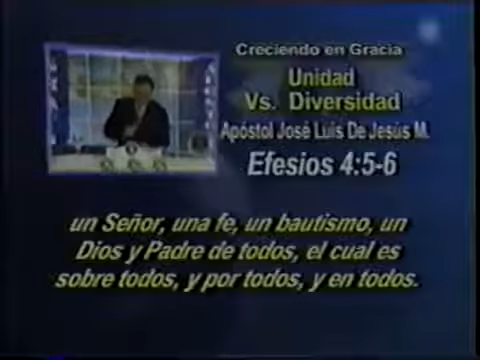 Creciendo en Gracia
Unidad
Vs. Diversidad
Apóstol José Luis De Jesús M.
Efesios 4:5-6
un Señor, una fe, un bautismo, un
Dios y Padre de todos, el cual es
sobre todos, y por todos, y en todos.